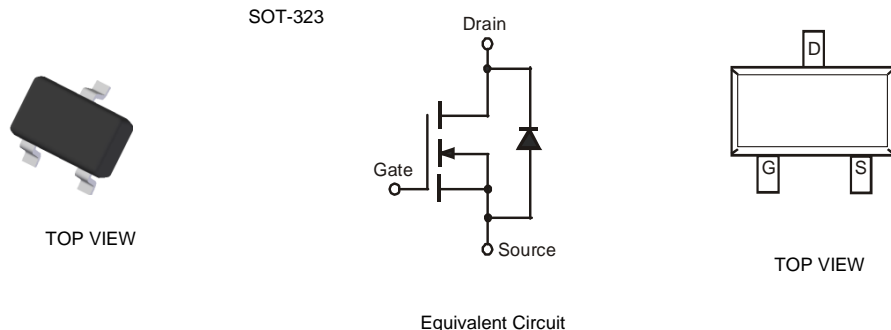 SOT-323
TOP VIEW
Drain
Gate
Source
Equivalent Circuit
D
G S
TOP VIEW